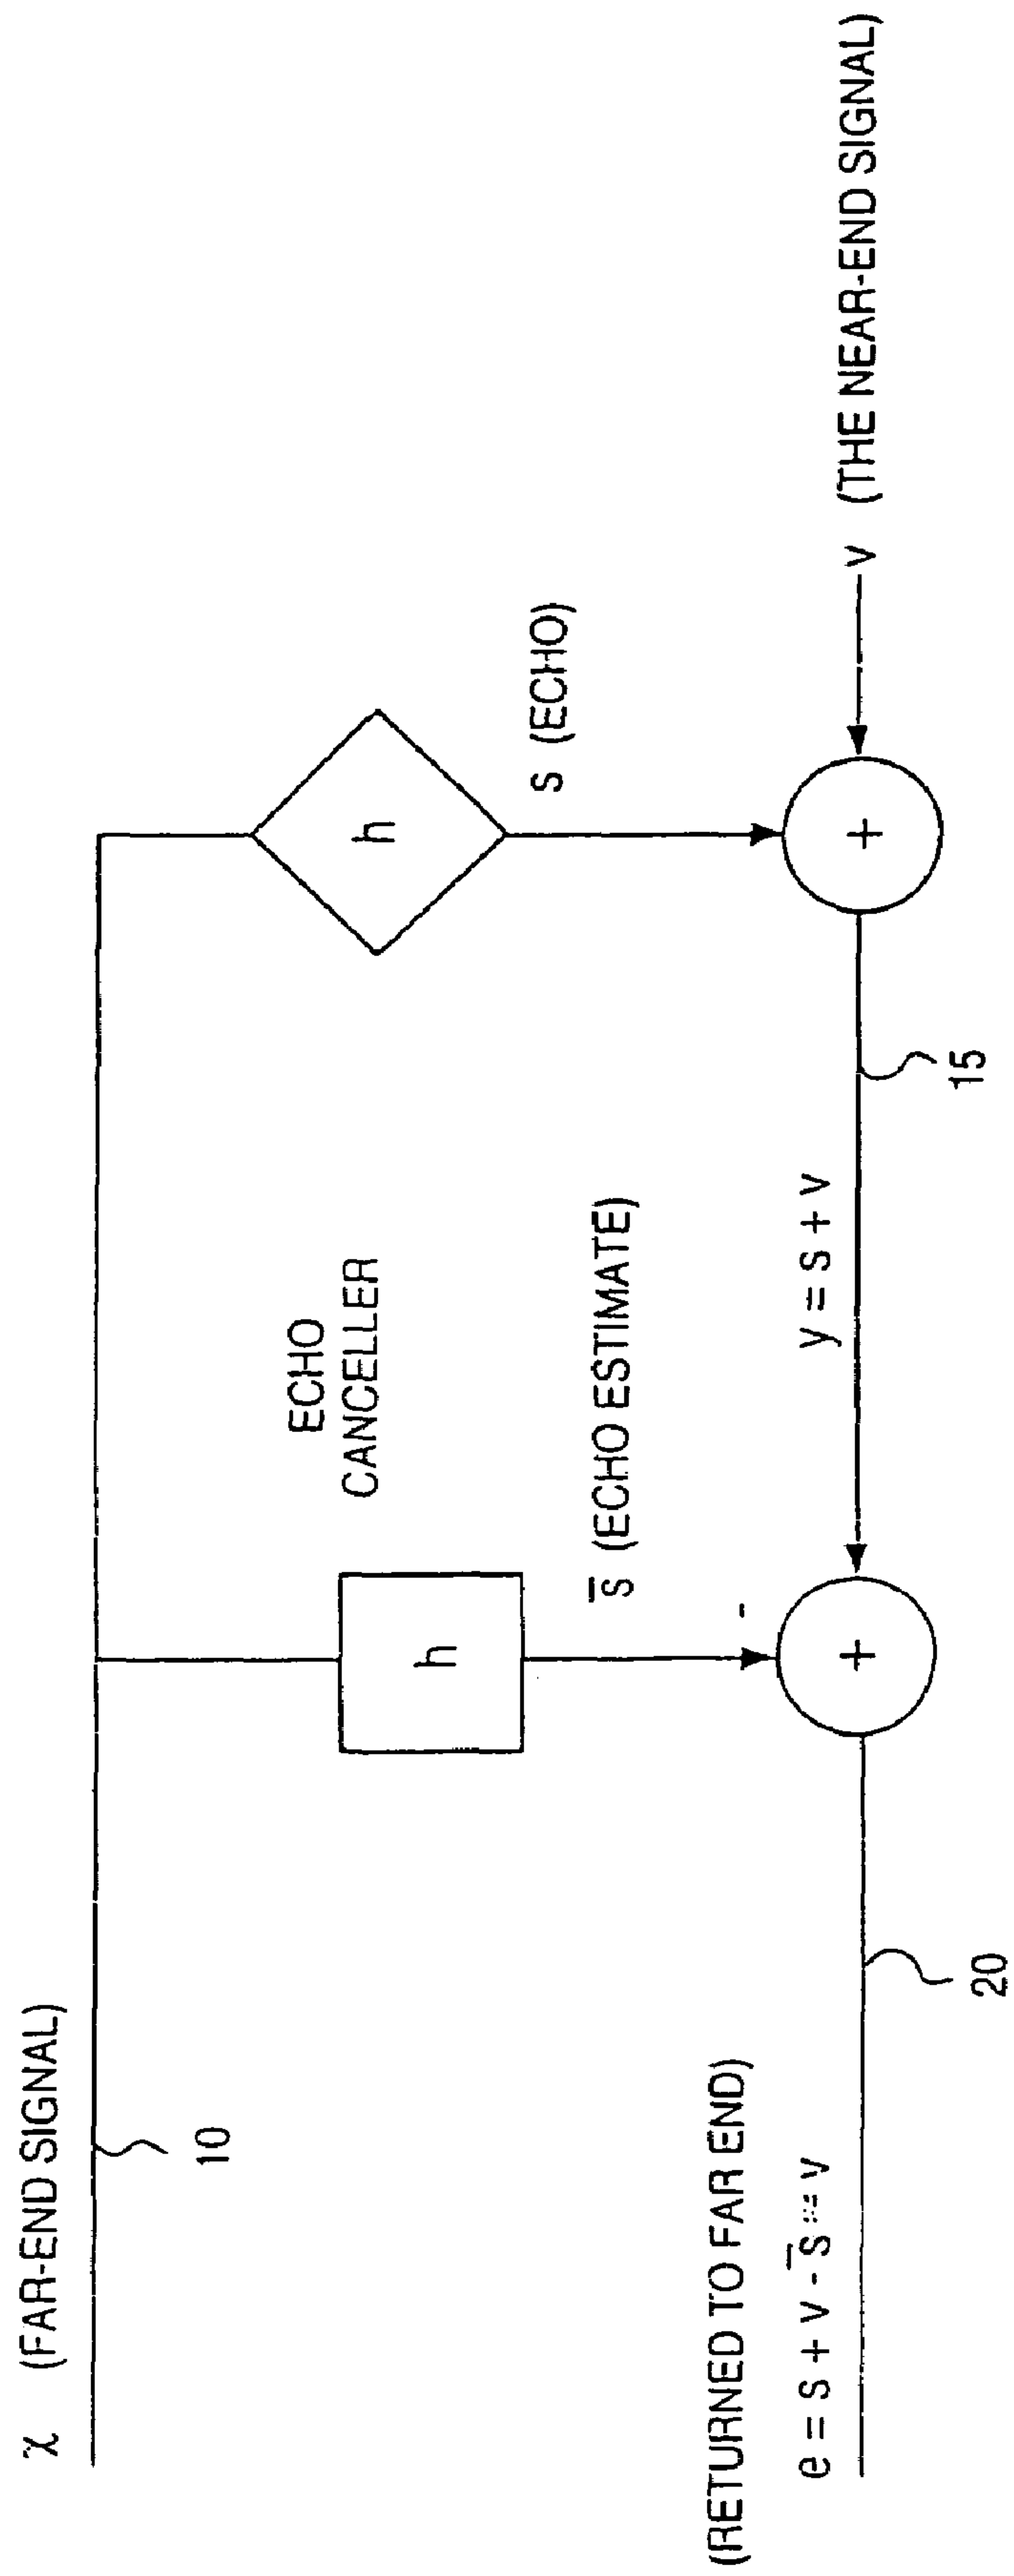 χ (FAR-END SIGNAL)
10
ECHO
CANCELLER
h
h
s̅ (ECHO ESTIMATE)
s (ECHO)
-
(RETURNED TO FAR END)
e = s + v - s̅ == v
y = s + v
+
+
v (THE NEAR-END SIGNAL)
20
15